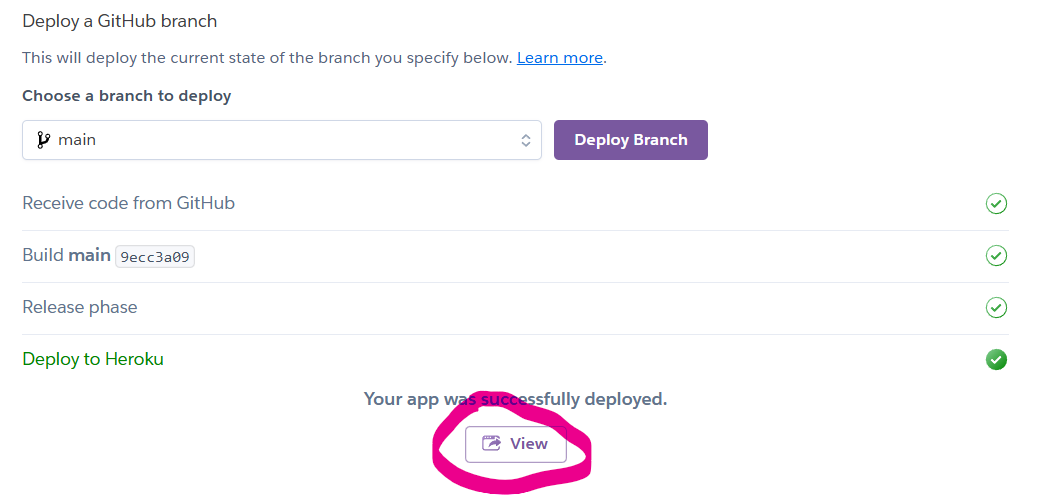 Deploy a GitHub branch
This will deploy the current state of the branch you specify below. Learn more.
Choose a branch to deploy
main
Deploy Branch
Receive code from GitHub
Build main 9ecc3a09
Release phase
Deploy to Heroku
Your app was successfully deployed.
View